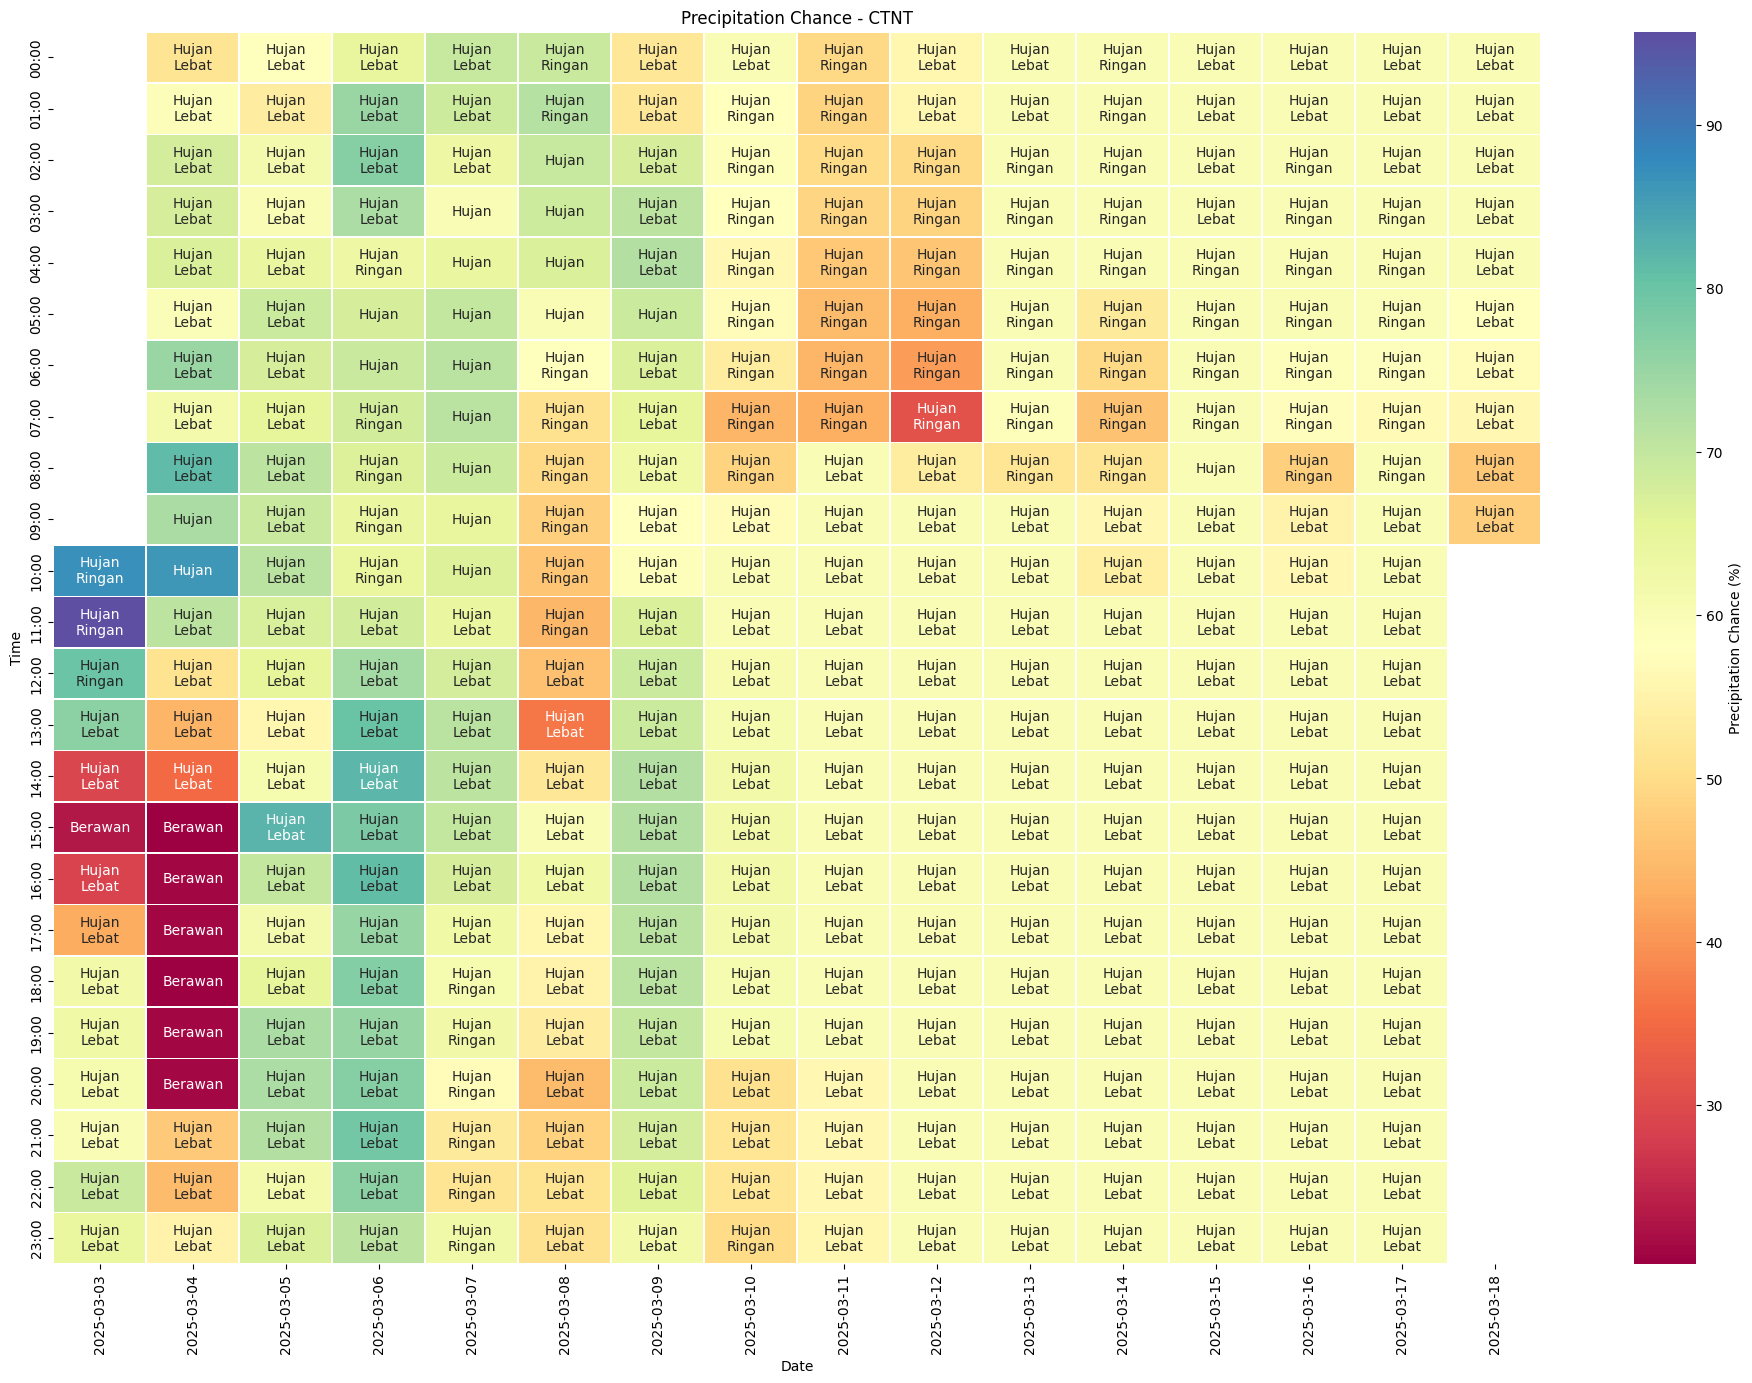 Precipitation Chance - CTNT
00:00 Hujan Lebat Hujan Lebat Hujan Lebat Hujan Lebat Hujan Ringan Hujan Lebat Hujan Lebat Hujan Ringan Hujan Lebat Hujan Lebat Hujan Ringan Hujan Lebat Hujan Lebat Hujan Lebat Hujan Lebat
01:00 Hujan Lebat Hujan Lebat Hujan Lebat Hujan Lebat Hujan Ringan Hujan Lebat Hujan Ringan Hujan Ringan Hujan Lebat Hujan Lebat Hujan Ringan Hujan Lebat Hujan Lebat Hujan Lebat Hujan Lebat
02:00 Hujan Lebat Hujan Lebat Hujan Lebat Hujan Lebat Hujan Hujan Lebat Hujan Ringan Hujan Ringan Hujan Ringan Hujan Ringan Hujan Ringan Hujan Lebat Hujan Ringan Hujan Lebat Hujan Lebat
03:00 Hujan Lebat Hujan Lebat Hujan Lebat Hujan Hujan Hujan Lebat Hujan Ringan Hujan Ringan Hujan Ringan Hujan Ringan Hujan Ringan Hujan Lebat Hujan Ringan Hujan Ringan Hujan Lebat
04:00 Hujan Lebat Hujan Lebat Hujan Ringan Hujan Hujan Hujan Lebat Hujan Ringan Hujan Ringan Hujan Ringan Hujan Ringan Hujan Ringan Hujan Ringan Hujan Ringan Hujan Ringan Hujan Lebat
05:00 Hujan Lebat Hujan Lebat Hujan Hujan Hujan Hujan Hujan Ringan Hujan Ringan Hujan Ringan Hujan Ringan Hujan Ringan Hujan Ringan Hujan Ringan Hujan Ringan Hujan Lebat
06:00 Hujan Lebat Hujan Lebat Hujan Hujan Hujan Ringan Hujan Lebat Hujan Ringan Hujan Ringan Hujan Ringan Hujan Ringan Hujan Ringan Hujan Ringan Hujan Ringan Hujan Ringan Hujan Lebat
07:00 Hujan Lebat Hujan Lebat Hujan Ringan Hujan Hujan Ringan Hujan Lebat Hujan Ringan Hujan Ringan Hujan Ringan Hujan Ringan Hujan Ringan Hujan Ringan Hujan Ringan Hujan Ringan Hujan Lebat
08:00 Hujan Lebat Hujan Lebat Hujan Ringan Hujan Hujan Ringan Hujan Lebat Hujan Ringan Hujan Lebat Hujan Lebat Hujan Ringan Hujan Ringan Hujan Hujan Ringan Hujan Ringan Hujan Lebat
09:00 Hujan Hujan Lebat Hujan Ringan Hujan Hujan Ringan Hujan Lebat Hujan Lebat Hujan Lebat Hujan Lebat Hujan Lebat Hujan Lebat Hujan Lebat Hujan Lebat Hujan Lebat Hujan Lebat
10:00 Hujan Ringan Hujan Hujan Lebat Hujan Ringan Hujan Hujan Ringan Hujan Lebat Hujan Lebat Hujan Lebat Hujan Lebat Hujan Lebat Hujan Lebat Hujan Lebat Hujan Lebat Hujan Lebat
11:00 Hujan Ringan Hujan Lebat Hujan Lebat Hujan Lebat Hujan Lebat Hujan Ringan Hujan Lebat Hujan Lebat Hujan Lebat Hujan Lebat Hujan Lebat Hujan Lebat Hujan Lebat Hujan Lebat Hujan Lebat
12:00 Hujan Ringan Hujan Lebat Hujan Lebat Hujan Lebat Hujan Lebat Hujan Lebat Hujan Lebat Hujan Lebat Hujan Lebat Hujan Lebat Hujan Lebat Hujan Lebat Hujan Lebat Hujan Lebat Hujan Lebat
13:00 Hujan Lebat Hujan Lebat Hujan Lebat Hujan Lebat Hujan Lebat Hujan Lebat Hujan Lebat Hujan Lebat Hujan Lebat Hujan Lebat Hujan Lebat Hujan Lebat Hujan Lebat Hujan Lebat Hujan Lebat
14:00 Hujan Lebat Hujan Lebat Hujan Lebat Hujan Lebat Hujan Lebat Hujan Lebat Hujan Lebat Hujan Lebat Hujan Lebat Hujan Lebat Hujan Lebat Hujan Lebat Hujan Lebat Hujan Lebat Hujan Lebat
15:00 Berawan Berawan Hujan Lebat Hujan Lebat Hujan Lebat Hujan Lebat Hujan Lebat Hujan Lebat Hujan Lebat Hujan Lebat Hujan Lebat Hujan Lebat Hujan Lebat Hujan Lebat Hujan Lebat
16:00 Hujan Lebat Berawan Hujan Lebat Hujan Lebat Hujan Lebat Hujan Lebat Hujan Lebat Hujan Lebat Hujan Lebat Hujan Lebat Hujan Lebat Hujan Lebat Hujan Lebat Hujan Lebat Hujan Lebat
17:00 Hujan Lebat Berawan Hujan Lebat Hujan Lebat Hujan Lebat Hujan Lebat Hujan Lebat Hujan Lebat Hujan Lebat Hujan Lebat Hujan Lebat Hujan Lebat Hujan Lebat Hujan Lebat Hujan Lebat
18:00 Hujan Lebat Berawan Hujan Lebat Hujan Lebat Hujan Ringan Hujan Lebat Hujan Lebat Hujan Lebat Hujan Lebat Hujan Lebat Hujan Lebat Hujan Lebat Hujan Lebat Hujan Lebat Hujan Lebat
19:00 Hujan Lebat Berawan Hujan Lebat Hujan Lebat Hujan Ringan Hujan Lebat Hujan Lebat Hujan Lebat Hujan Lebat Hujan Lebat Hujan Lebat Hujan Lebat Hujan Lebat Hujan Lebat Hujan Lebat
20:00 Hujan Lebat Berawan Hujan Lebat Hujan Lebat Hujan Ringan Hujan Lebat Hujan Lebat Hujan Lebat Hujan Lebat Hujan Lebat Hujan Lebat Hujan Lebat Hujan Lebat Hujan Lebat Hujan Lebat
21:00 Hujan Lebat Hujan Lebat Hujan Lebat Hujan Lebat Hujan Ringan Hujan Lebat Hujan Lebat Hujan Lebat Hujan Lebat Hujan Lebat Hujan Lebat Hujan Lebat Hujan Lebat Hujan Lebat Hujan Lebat
22:00 Hujan Lebat Hujan Lebat Hujan Lebat Hujan Lebat Hujan Ringan Hujan Lebat Hujan Lebat Hujan Lebat Hujan Lebat Hujan Lebat Hujan Lebat Hujan Lebat Hujan Lebat Hujan Lebat Hujan Lebat
23:00 Hujan Lebat Hujan Lebat Hujan Lebat Hujan Lebat Hujan Ringan Hujan Lebat Hujan Lebat Hujan Ringan Hujan Lebat Hujan Lebat Hujan Lebat Hujan Lebat Hujan Lebat Hujan Lebat Hujan Lebat
Time
2025-03-03 2025-03-04 2025-03-05 2025-03-06 2025-03-07 2025-03-08 2025-03-09 2025-03-10 2025-03-11 2025-03-12 2025-03-13 2025-03-14 2025-03-15 2025-03-16 2025-03-17 2025-03-18
Date
90
80
70
60
50
40
30
Precipitation Chance (%)